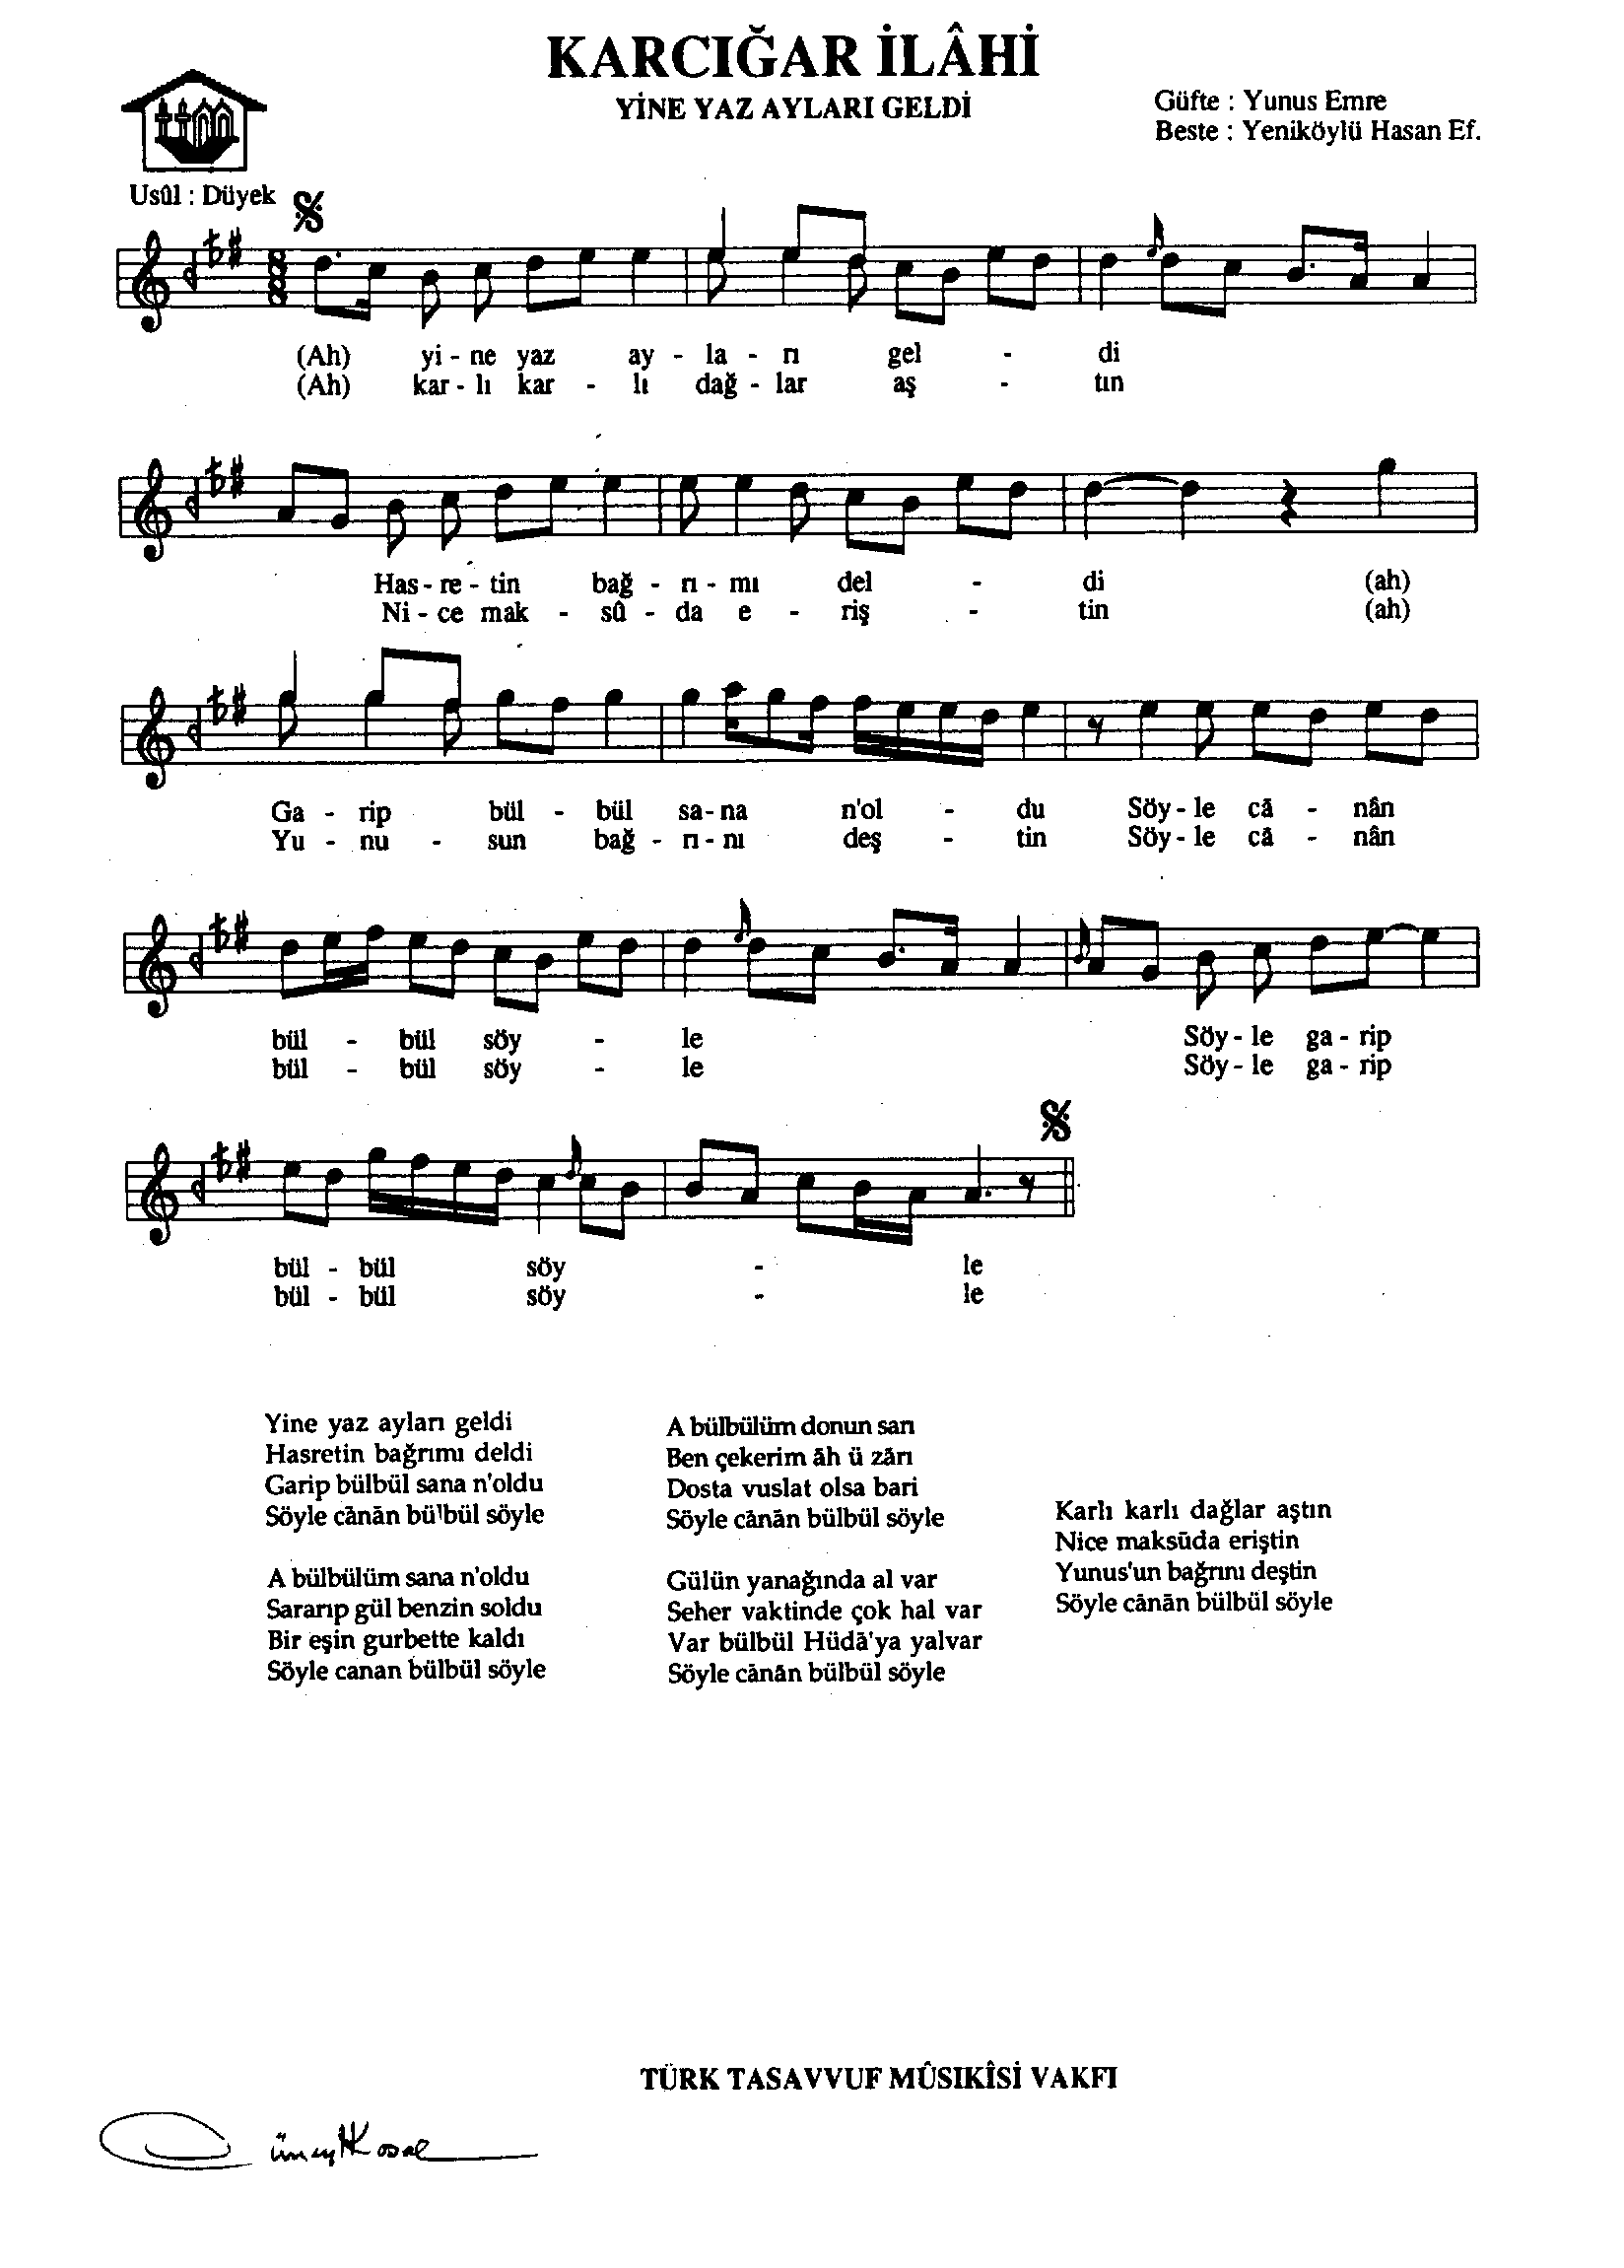 KARCIĞAR İLÂHİ
YİNE YAZ AYLARI GELDİ
Güfte : Yunus Emre
Beste : Yeniköylü Hasan Ef.
Usûl : Düyek
(Ah) yi - ne yaz ay - la - rı gel - di
(Ah) kar - lı kar - lı dağ - lar aş - tın
Has - re - tin bağ - rı - mı del - di (ah)
Ni - ce mak - sû - da e - riş - tin (ah)
Ga - rip bül - bül sa - na n'ol - du Söy - le câ - nân
Yu - nu - sun bağ - rı - nı deş - tin Söy - le câ - nân
bül - bül söy - le Söy - le ga - rip
bül - bül söy - le Söy - le ga - rip
bül - bül söy - le
bül - bül söy - le
Yine yaz ayları geldi
Hasretin bağrımı deldi
Garip bülbül sana n'oldu
Söyle cânân bülbül söyle
A bülbülüm sana n'oldu
Sararıp gül benzin soldu
Bir eşin gurbette kaldı
Söyle canan bülbül söyle
A bülbülüm donun sarı
Ben çekerim âh ü zârı
Dosta vuslat olsa bari
Söyle cânân bülbül söyle
Gülün yanağında al var
Seher vaktinde çok hal var
Var bülbül Hüdâ'ya yalvar
Söyle cânân bülbül söyle
Karlı karlı dağlar aştın
Nice maksûda eriştin
Yunus'un bağrını deştin
Söyle cânân bülbül söyle
TÜRK TASAVVUF MÛSIKÎSİ VAKFI